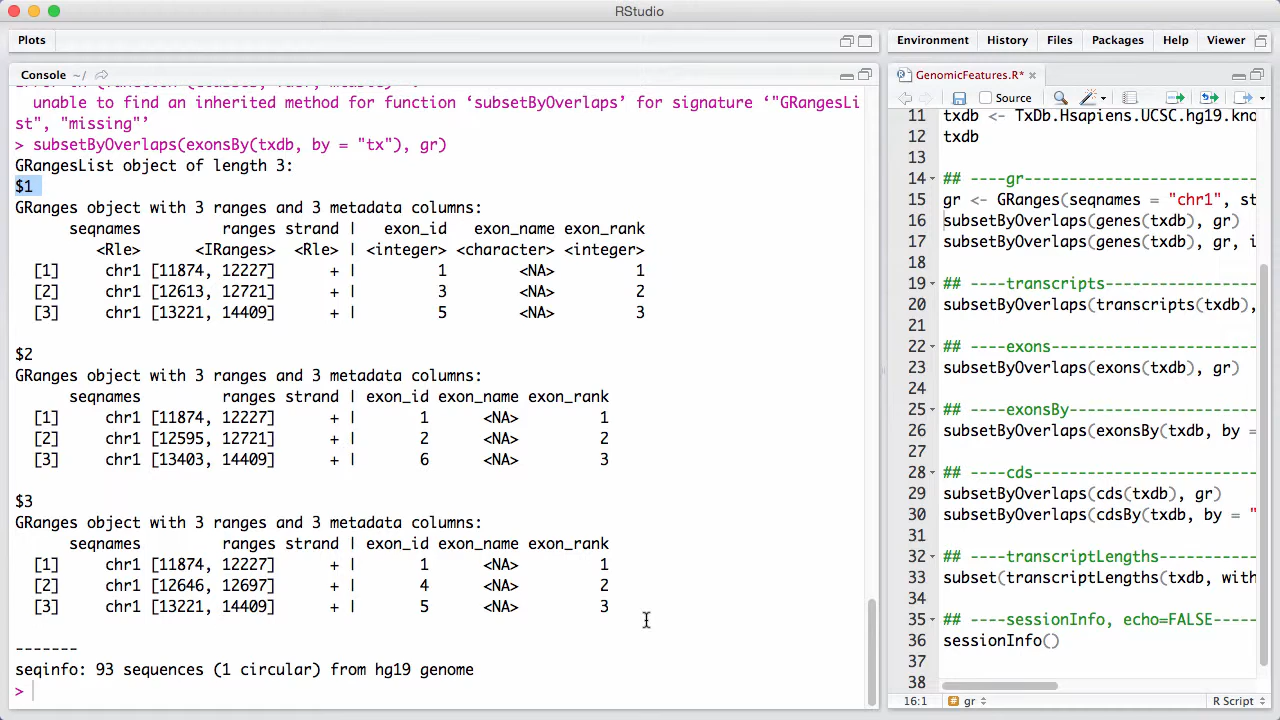 RStudio
Plots
Console ~/
unable to find an inherited method for function ‘subsetByOverlaps’ for signature ‘"GRangesLi
st", "missing"’
> subsetByOverlaps(exonsBy(txdb, by = "tx"), gr)
GRangesList object of length 3:
$1
GRanges object with 3 ranges and 3 metadata columns:
seqnames ranges strand | exon_id exon_name exon_rank
<Rle> <IRanges> <Rle> | <integer> <character> <integer>
[1] chr1 [11874, 12227] + | 1 <NA> 1
[2] chr1 [12613, 12721] + | 3 <NA> 2
[3] chr1 [13221, 14409] + | 5 <NA> 3
$2
GRanges object with 3 ranges and 3 metadata columns:
seqnames ranges strand | exon_id exon_name exon_rank
[1] chr1 [11874, 12227] + | 1 <NA> 1
[2] chr1 [12595, 12721] + | 2 <NA> 2
[3] chr1 [13403, 14409] + | 6 <NA> 3
$3
GRanges object with 3 ranges and 3 metadata columns:
seqnames ranges strand | exon_id exon_name exon_rank
[1] chr1 [11874, 12227] + | 1 <NA> 1
[2] chr1 [12646, 12697] + | 4 <NA> 2
[3] chr1 [13221, 14409] + | 5 <NA> 3
-------
seqinfo: 93 sequences (1 circular) from hg19 genome
>
Environment History Files Packages Help Viewer
GenomicFeatures.R*
Source
11 txdb <- TxDb.Hsapiens.UCSC.hg19.kno
12 txdb
13
14 ## ----gr--------------------------
15 gr <- GRanges(seqnames = "chr1", st
16 subsetByOverlaps(genes(txdb), gr)
17 subsetByOverlaps(genes(txdb), gr, i
18
19 ## ----transcripts-----------------
20 subsetByOverlaps(transcripts(txdb),
21
22 ## ----exons-----------------------
23 subsetByOverlaps(exons(txdb), gr)
24
25 ## ----exonsBy---------------------
26 subsetByOverlaps(exonsBy(txdb, by =
27
28 ## ----cds-------------------------
29 subsetByOverlaps(cds(txdb), gr)
30 subsetByOverlaps(cdsBy(txdb, by = "
31
32 ## ----transcriptLengths-----------
33 subset(transcriptLengths(txdb, with
34
35 ## ----sessionInfo, echo=FALSE-----
36 sessionInfo()
37
38
16:1 # gr R Script